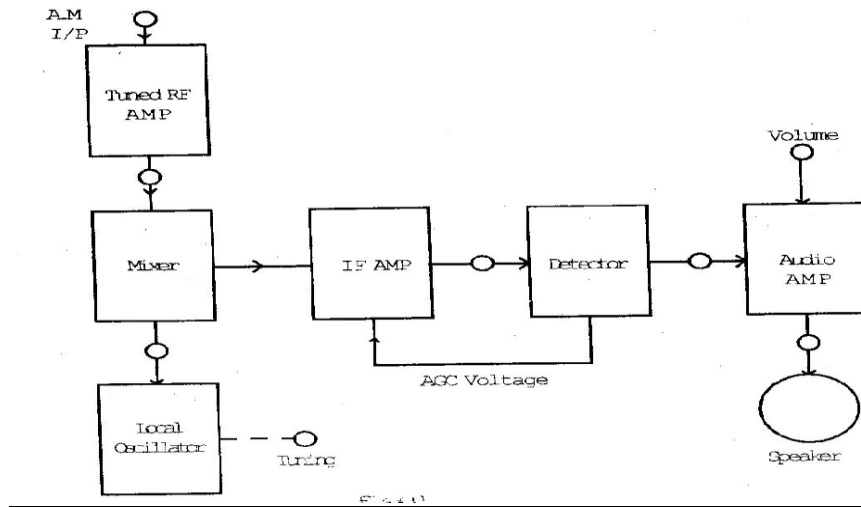 A.M
I/P
Tuned RF
AMP
Volume
Mixer
IF AMP
Detector
Audio
AMP
AGC Voltage
Local
Oscillator
Tuning
Speaker